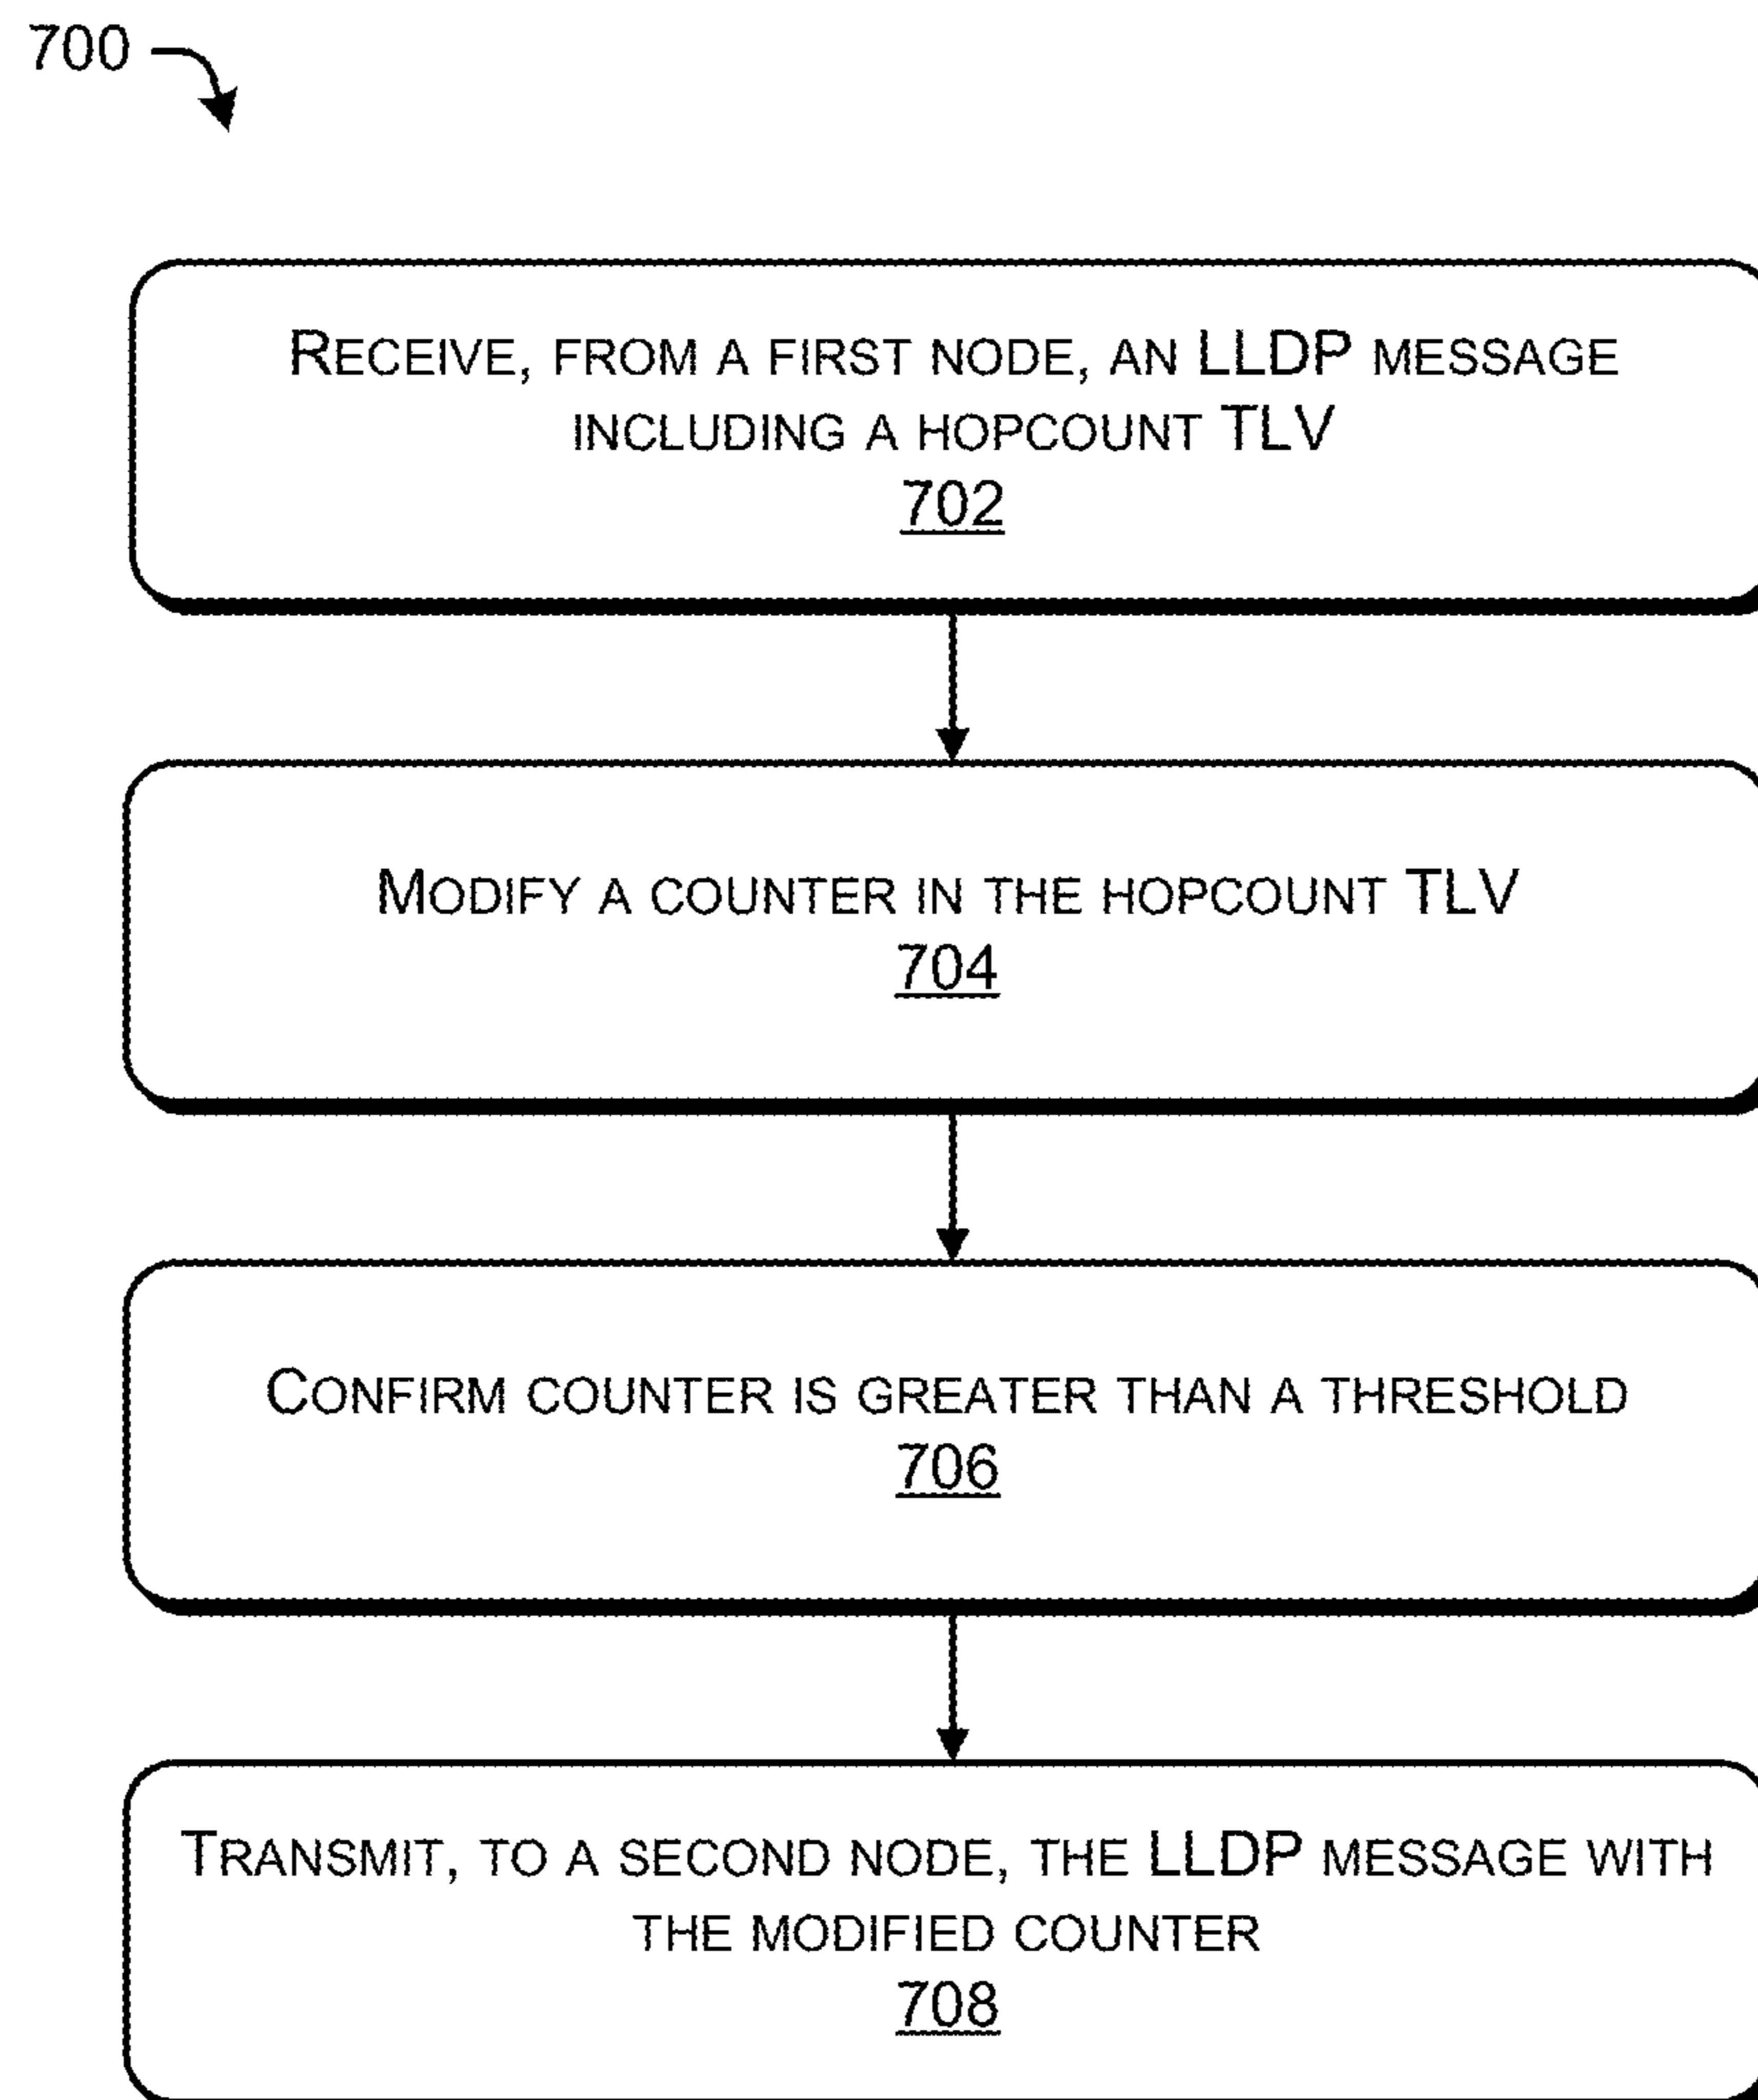 700
RECEIVE, FROM A FIRST NODE, AN LLDP MESSAGE
INCLUDING A HOPCOUNT TLV
702
MODIFY A COUNTER IN THE HOPCOUNT TLV
704
CONFIRM COUNTER IS GREATER THAN A THRESHOLD
706
TRANSMIT, TO A SECOND NODE, THE LLDP MESSAGE WITH
THE MODIFIED COUNTER
708